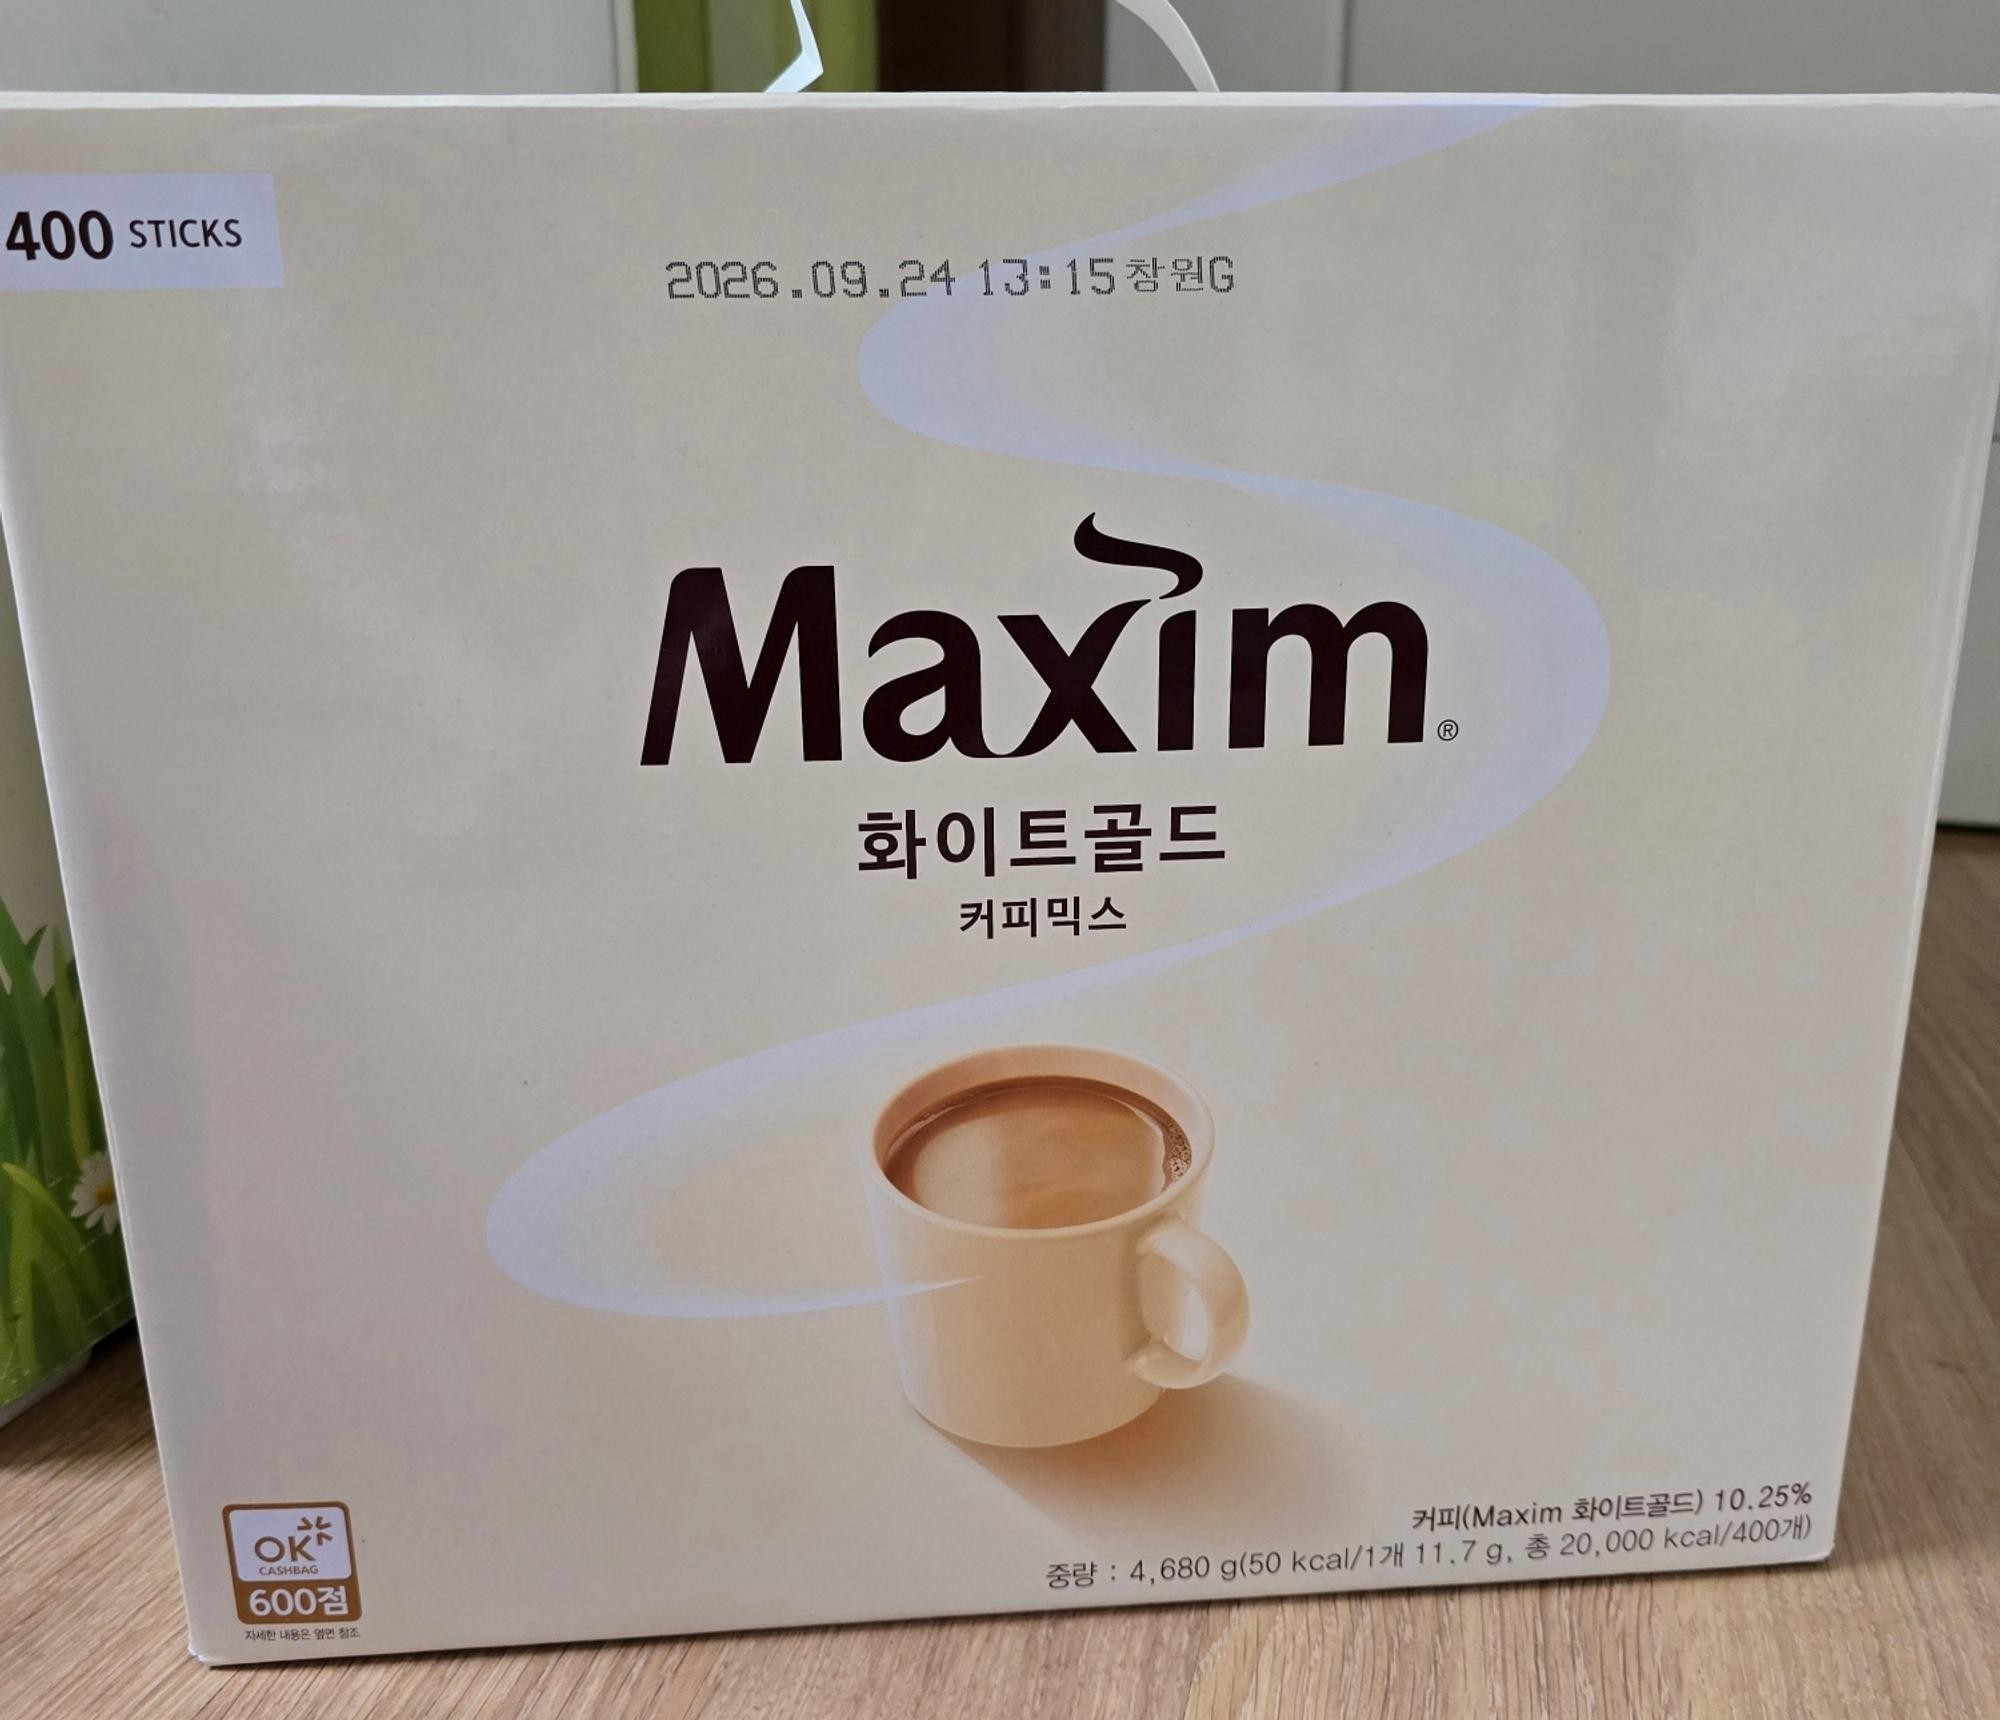 400 STICKS
2026.09.24 13:15창원G
Maxim®
화이트골드
커피믹스
커피(Maxim 화이트골드) 10.25%
중량 : 4,680 g(50 kcal/1개 11.7 g, 총 20,000 kcal/400개)
OK
CASHBAG
600점
자세한 내용은 옆면 참조